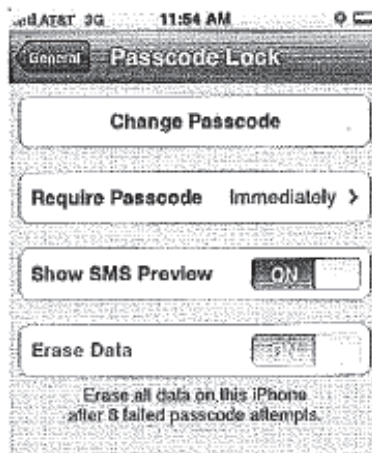 AT&T 3G 11:54 AM
General Passcode Lock
Change Passcode
Require Passcode Immediately >
Show SMS Preview ON
Erase Data
Erase all data on this iPhone
after 8 failed passcode attempts.